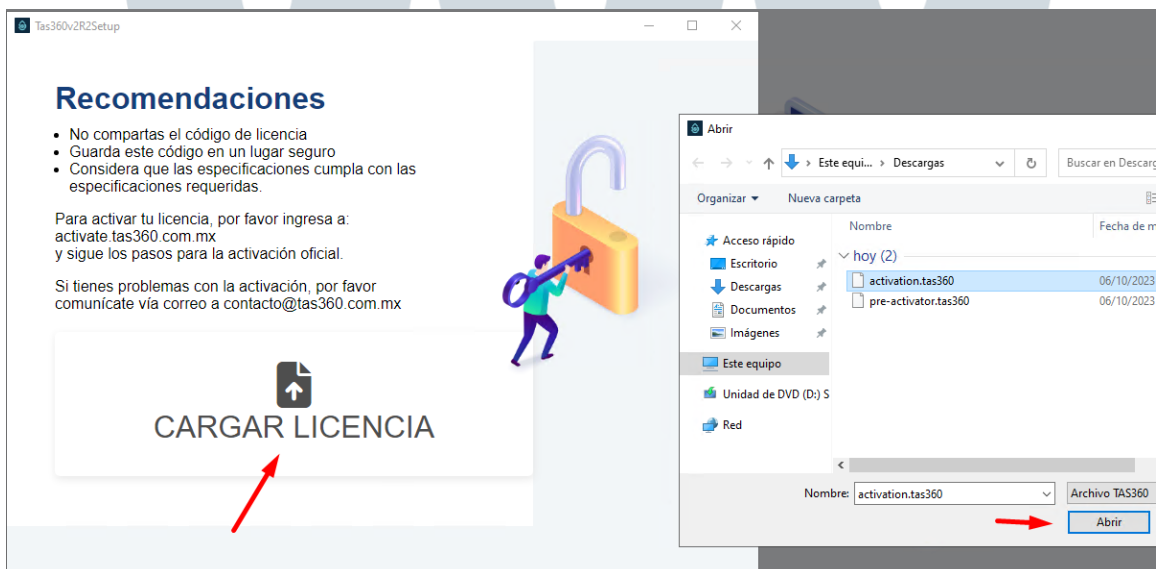 Tas360v2R2Setup
Recomendaciones
No compartas el código de licencia
Guarda este código en un lugar seguro
Considera que las especificaciones cumpla con las
especificaciones requeridas.
Para activar tu licencia, por favor ingresa a:
activate.tas360.com.mx
y sigue los pasos para la activación oficial.
Si tienes problemas con la activación, por favor
comunícate vía correo a contacto@tas360.com.mx
CARGAR LICENCIA
Abrir
Este equi... > Descargas
Buscar en Descarg
Organizar
Nueva carpeta
Nombre
Fecha de m
Acceso rápido
Escritorio
Descargas
Documentos
Imágenes
Este equipo
Unidad de DVD (D:) S
Red
hoy (2)
activation.tas360 06/10/2023
pre-activator.tas360 06/10/2023
Nombre: activation.tas360
Archivo TAS360
Abrir